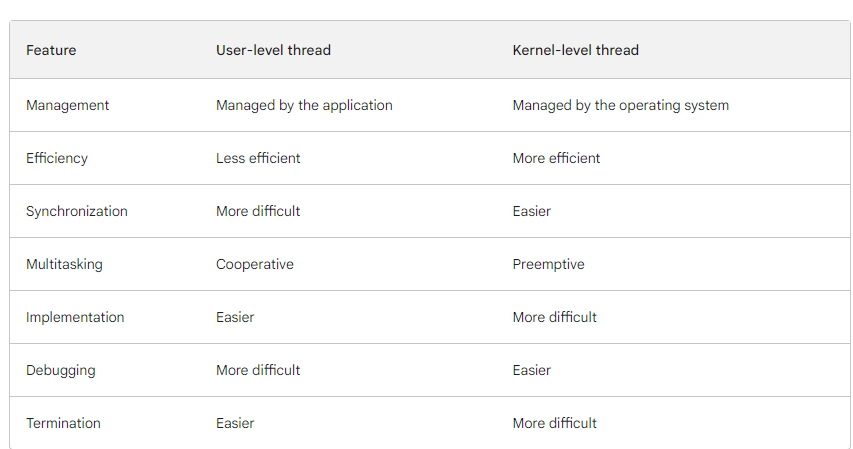 Feature User-level thread Kernel-level thread
Management Managed by the application Managed by the operating system
Efficiency Less efficient More efficient
Synchronization More difficult Easier
Multitasking Cooperative Preemptive
Implementation Easier More difficult
Debugging More difficult Easier
Termination Easier More difficult